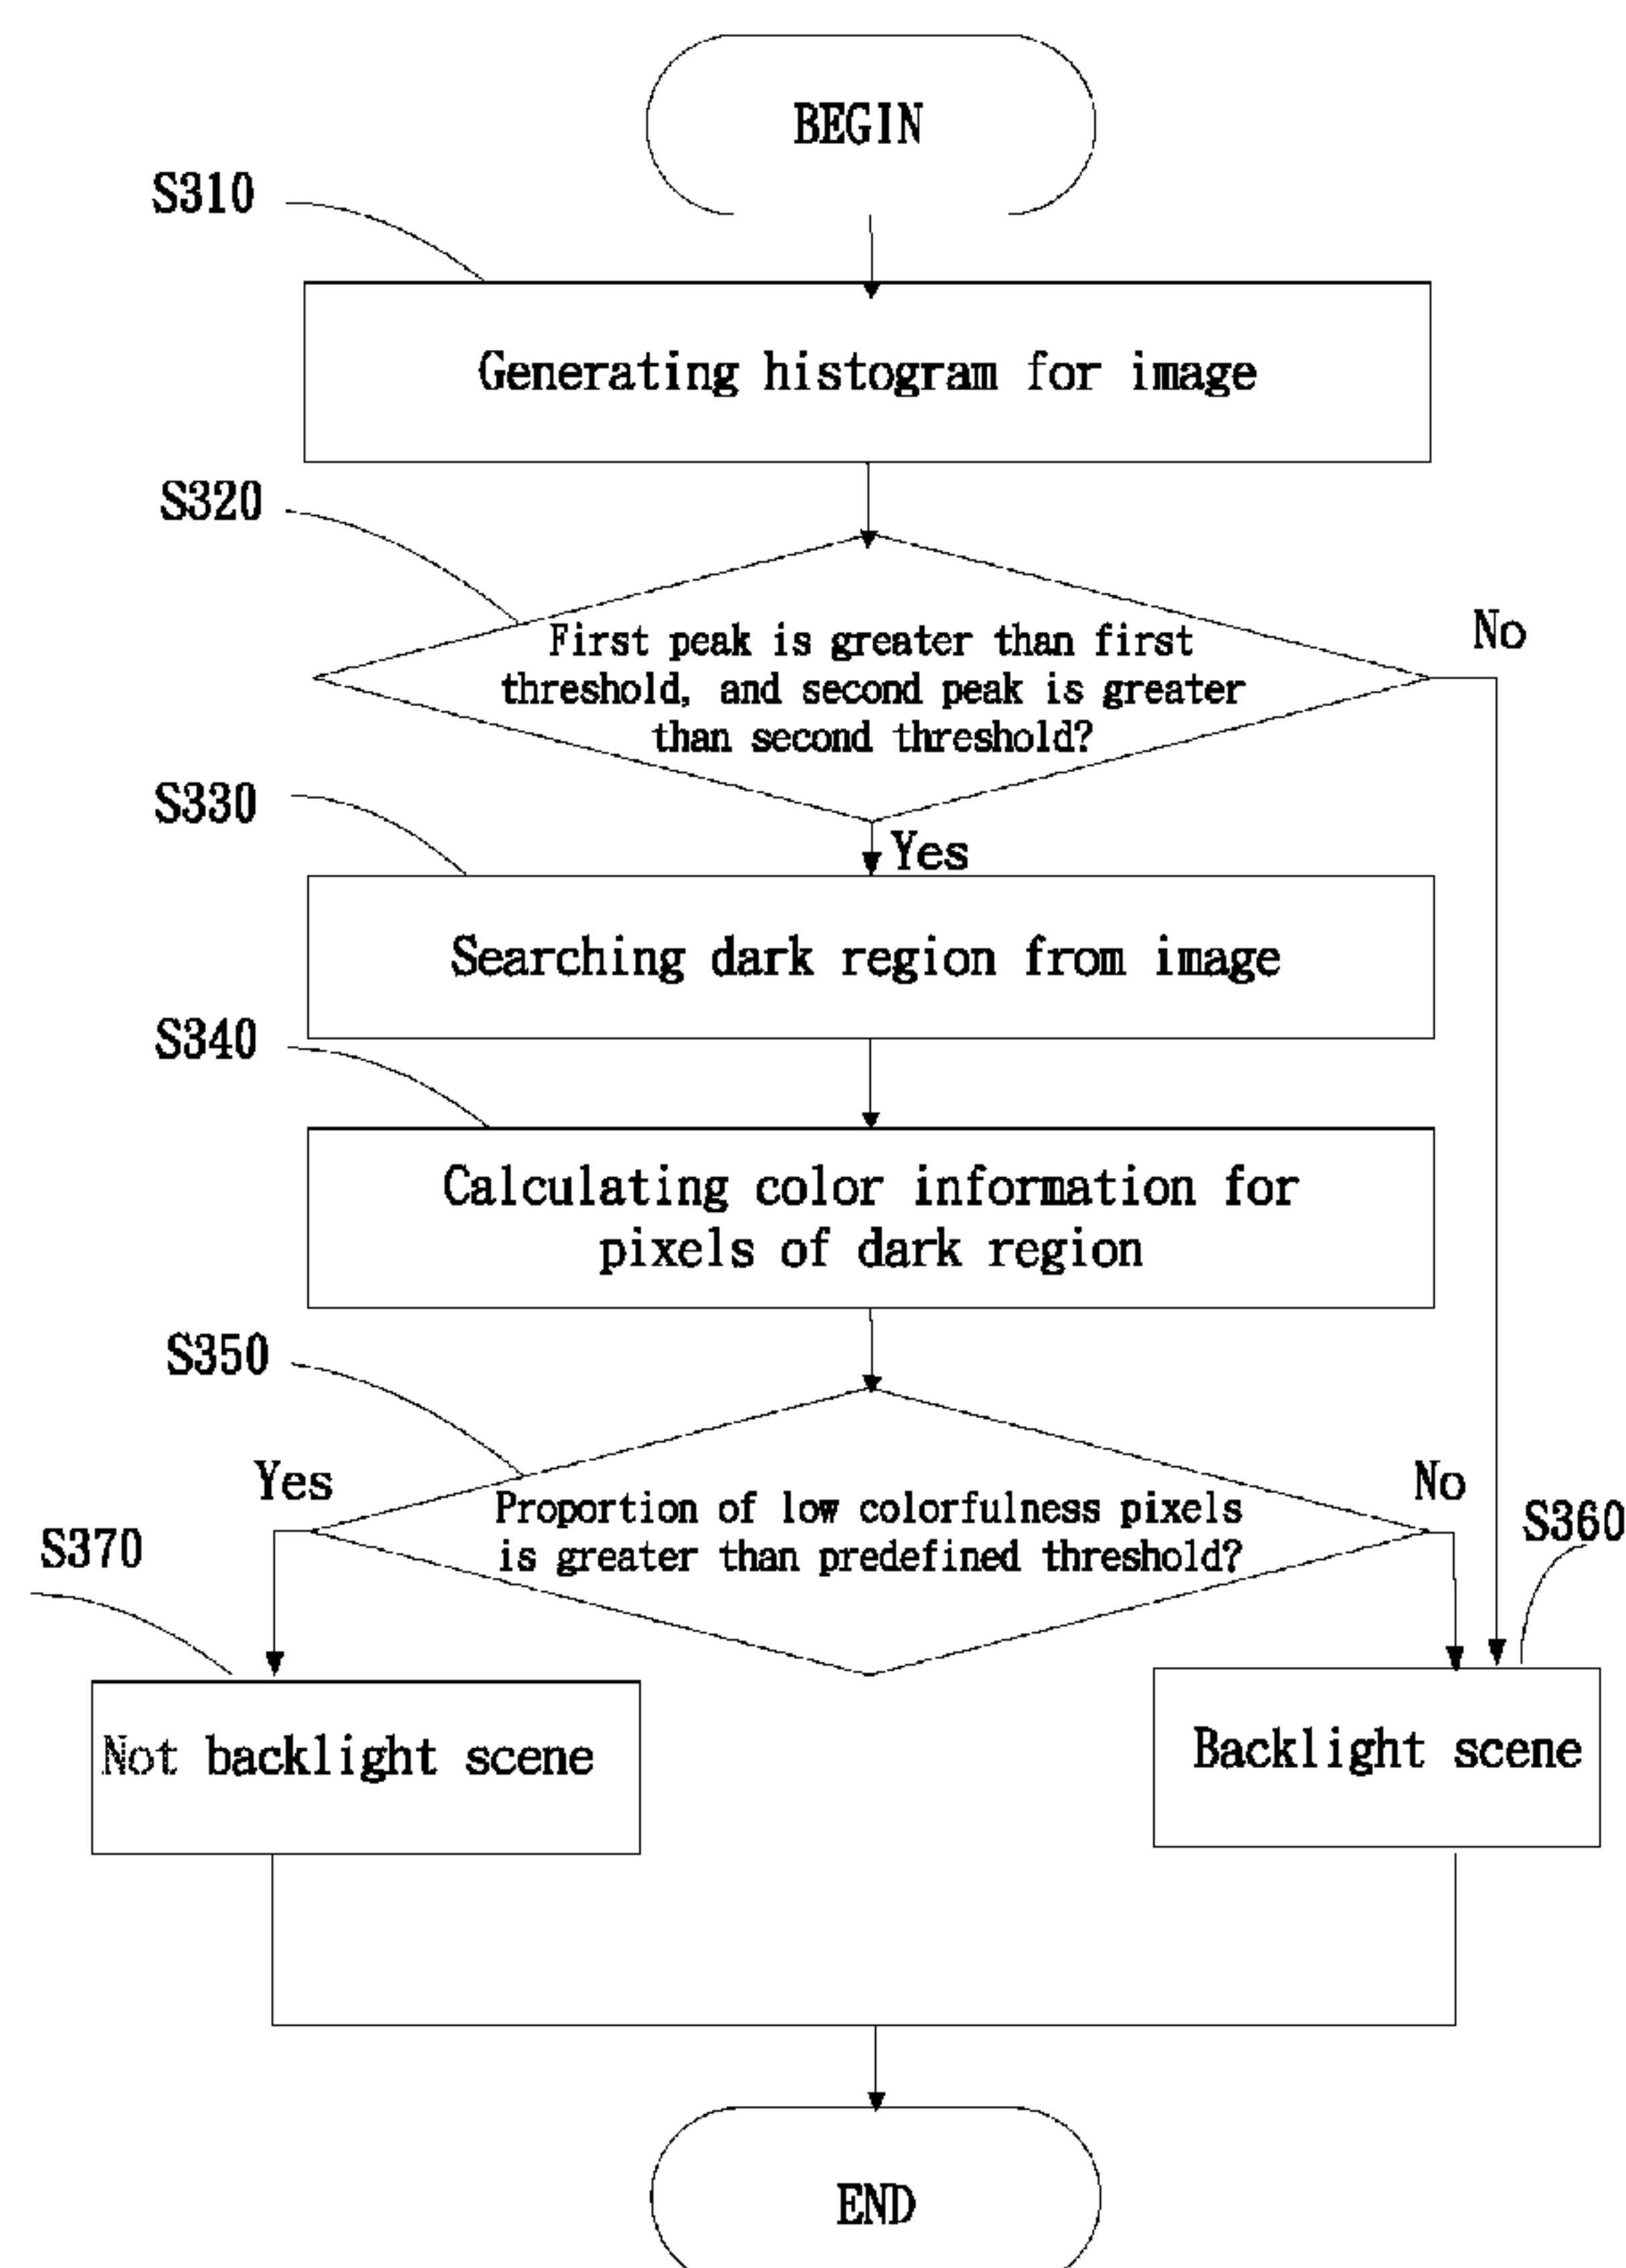 BEGIN
S310
Generating histogram for image
S320
First peak is greater than first
threshold, and second peak is greater
than second threshold?
No
S330
Yes
Searching dark region from image
S340
Calculating color information for
pixels of dark region
S350
Yes
Proportion of low colorfulness pixels
is greater than predefined threshold?
No
S360
S370
Not backlight scene
Backlight scene
END